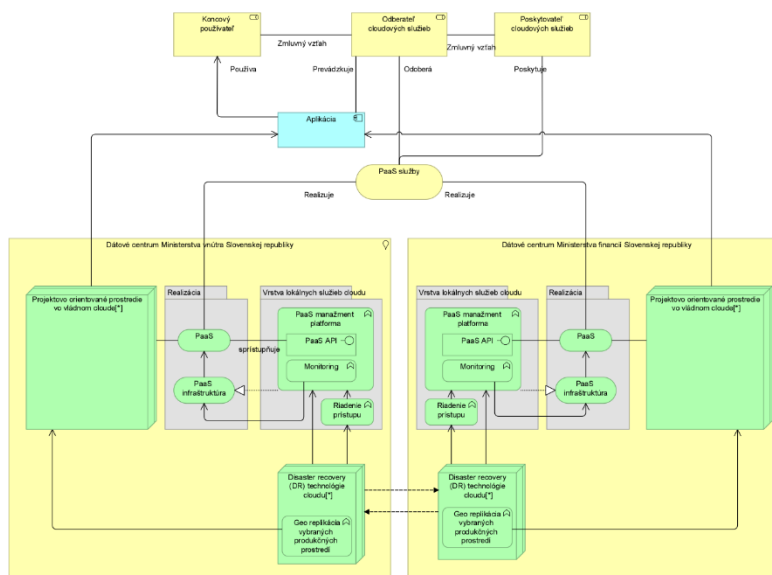 Koncový
používateľ
Odberateľ
cloudových služieb
Poskytovateľ
cloudových služieb
Zmluvný vzťah
Zmluvný vzťah
Používa
Prevádzkuje
Odoberá
Poskytuje
Aplikácia
PaaS služby
Realizuje
Realizuje
Dátové centrum Ministerstva vnútra Slovenskej republiky
Projektovo orientované prostredie
vo vládnom cloude[*]
Realizácia
PaaS
PaaS
infraštruktúra
sprístupňuje
Vrstva lokálnych služieb cloudu
PaaS manažment
platforma
PaaS API
Monitoring
Riadenie
prístupu
Disaster recovery
(DR) technológie
cloudu[*]
Geo replikácia
vybraných
produkčných
prostredí
Dátové centrum Ministerstva financií Slovenskej republiky
Vrstva lokálnych služieb cloudu
PaaS manažment
platforma
PaaS API
Monitoring
Riadenie
prístupu
Realizácia
PaaS
PaaS
infraštruktúra
Projektovo orientované prostredie
vo vládnom cloude[*]
Disaster recovery
(DR) technológie
cloudu[*]
Geo replikácia
vybraných
produkčných
prostredí